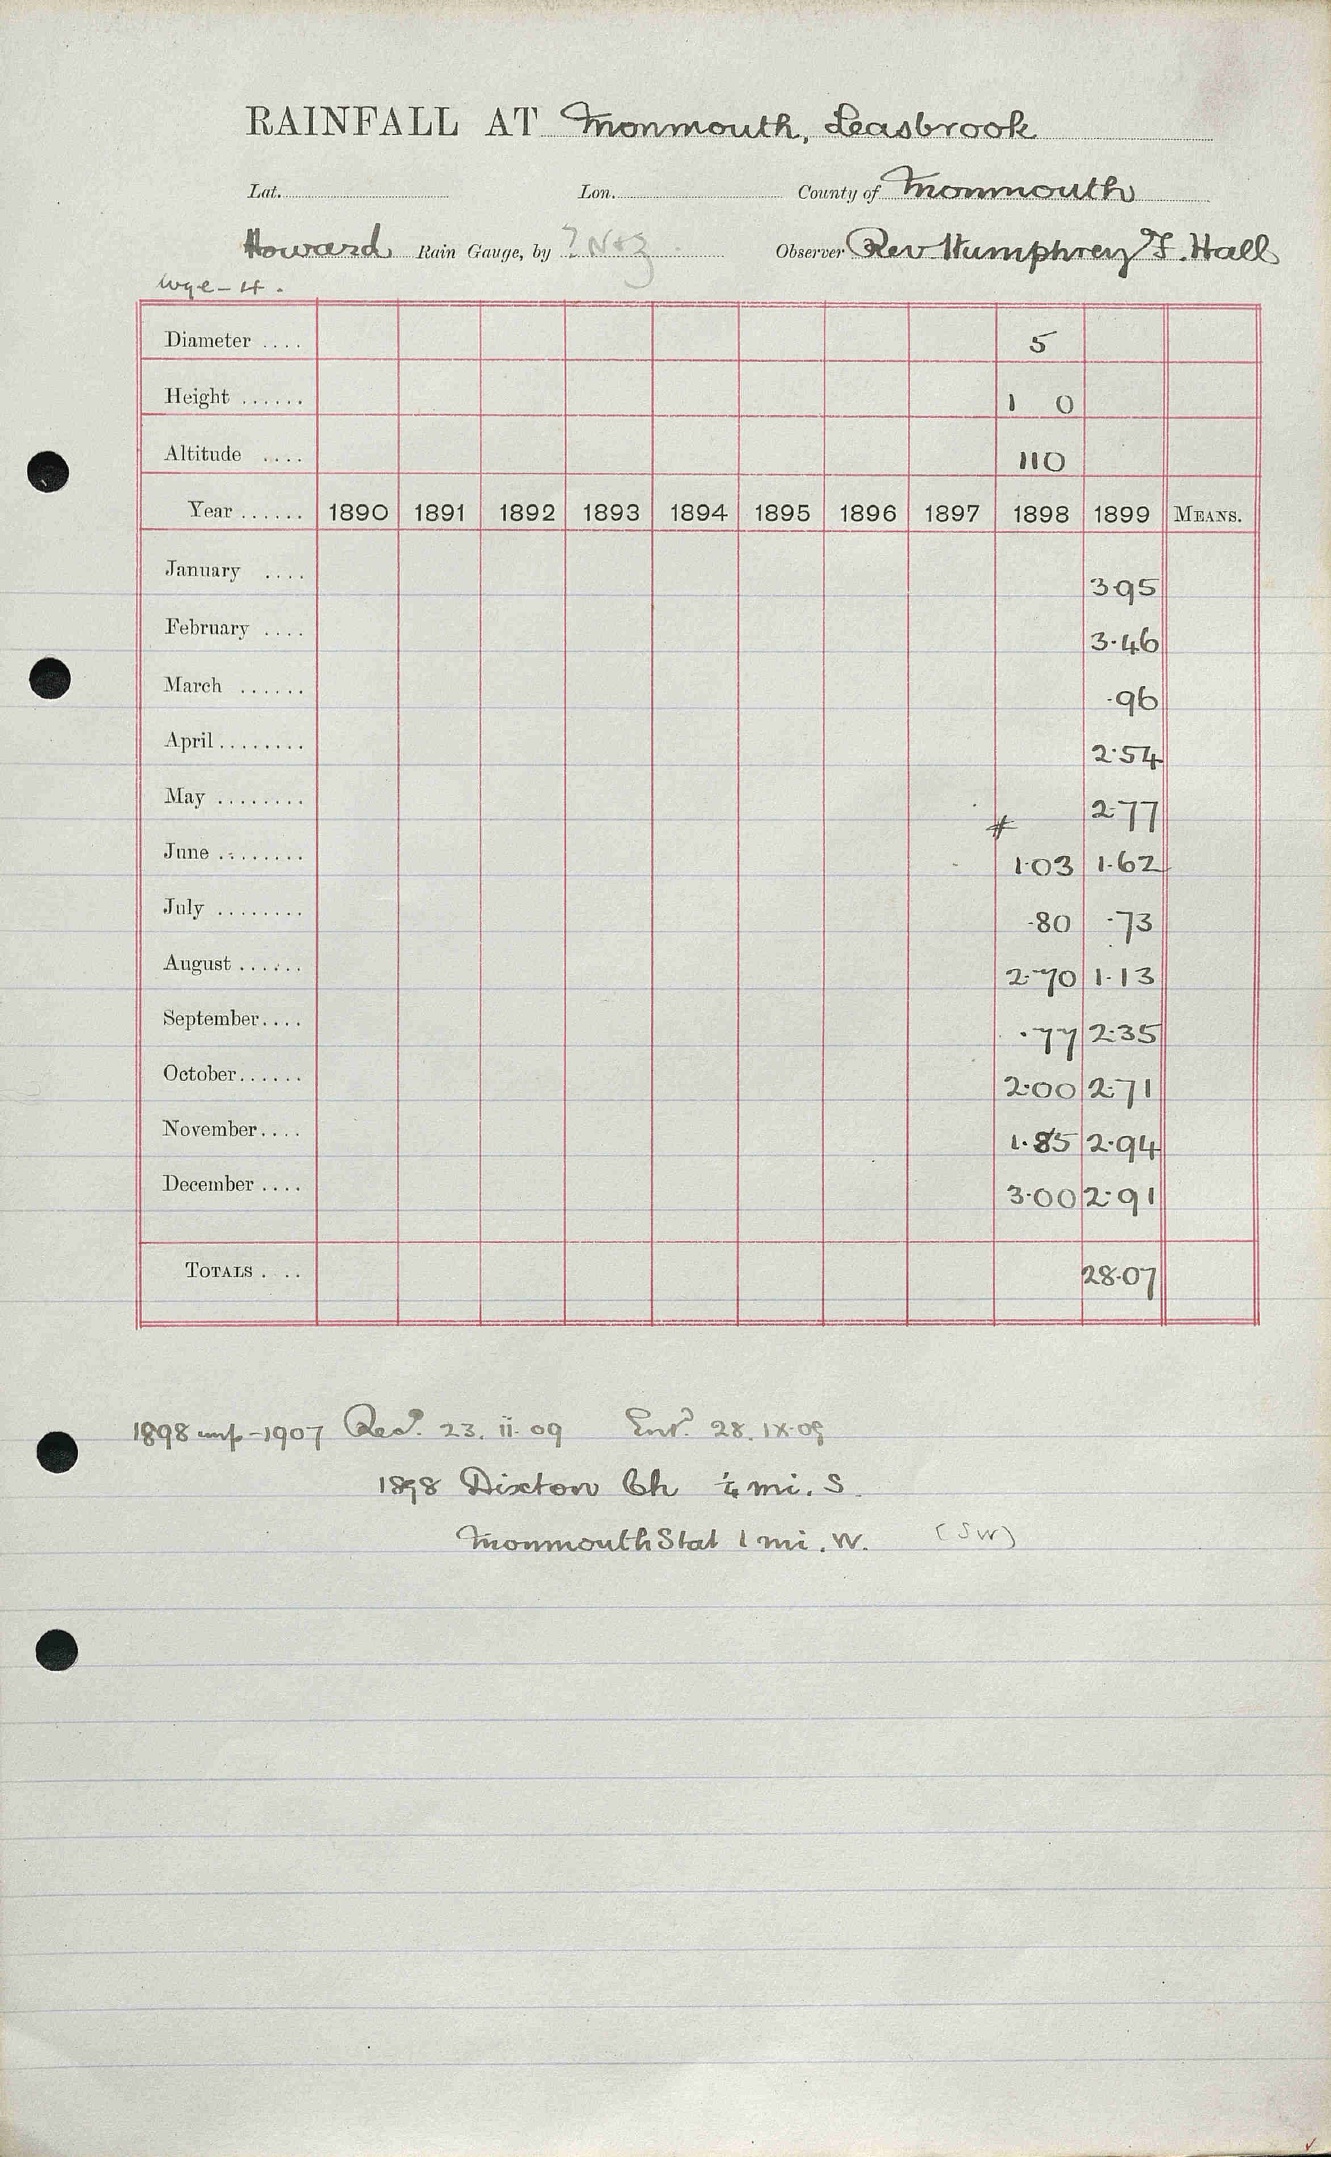 RAINFALL AT Monmouth, Leasbrook
Lat. Lon. County of Monmouth
Howard Rain Gauge, by ? N & Z Observer Rev Humphrey F. Hall
Diameter .... 5
Height ...... 1 0
Altitude .... 110
Year ...... 1890 1891 1892 1893 1894 1895 1896 1897 1898 1899 MEANS.
January .... 3.95
February .... 3.46
March ...... .96
April ........ 2.54
May ........ 2.77
June ........ 1.03 1.62
July ........ .80 .73
August ...... 2.70 1.13
September.... .77 2.35
October...... 2.00 2.71
November.... 1.85 2.94
December .... 3.00 2.91
TOTALS . .. 28.07
1898 -1907 Recd. 23. ii. 09 Entd. 28. IX. 09
1898 Dixton Ch ¼ mi. S.
Monmouth Stat 1 mi. W. (SW)